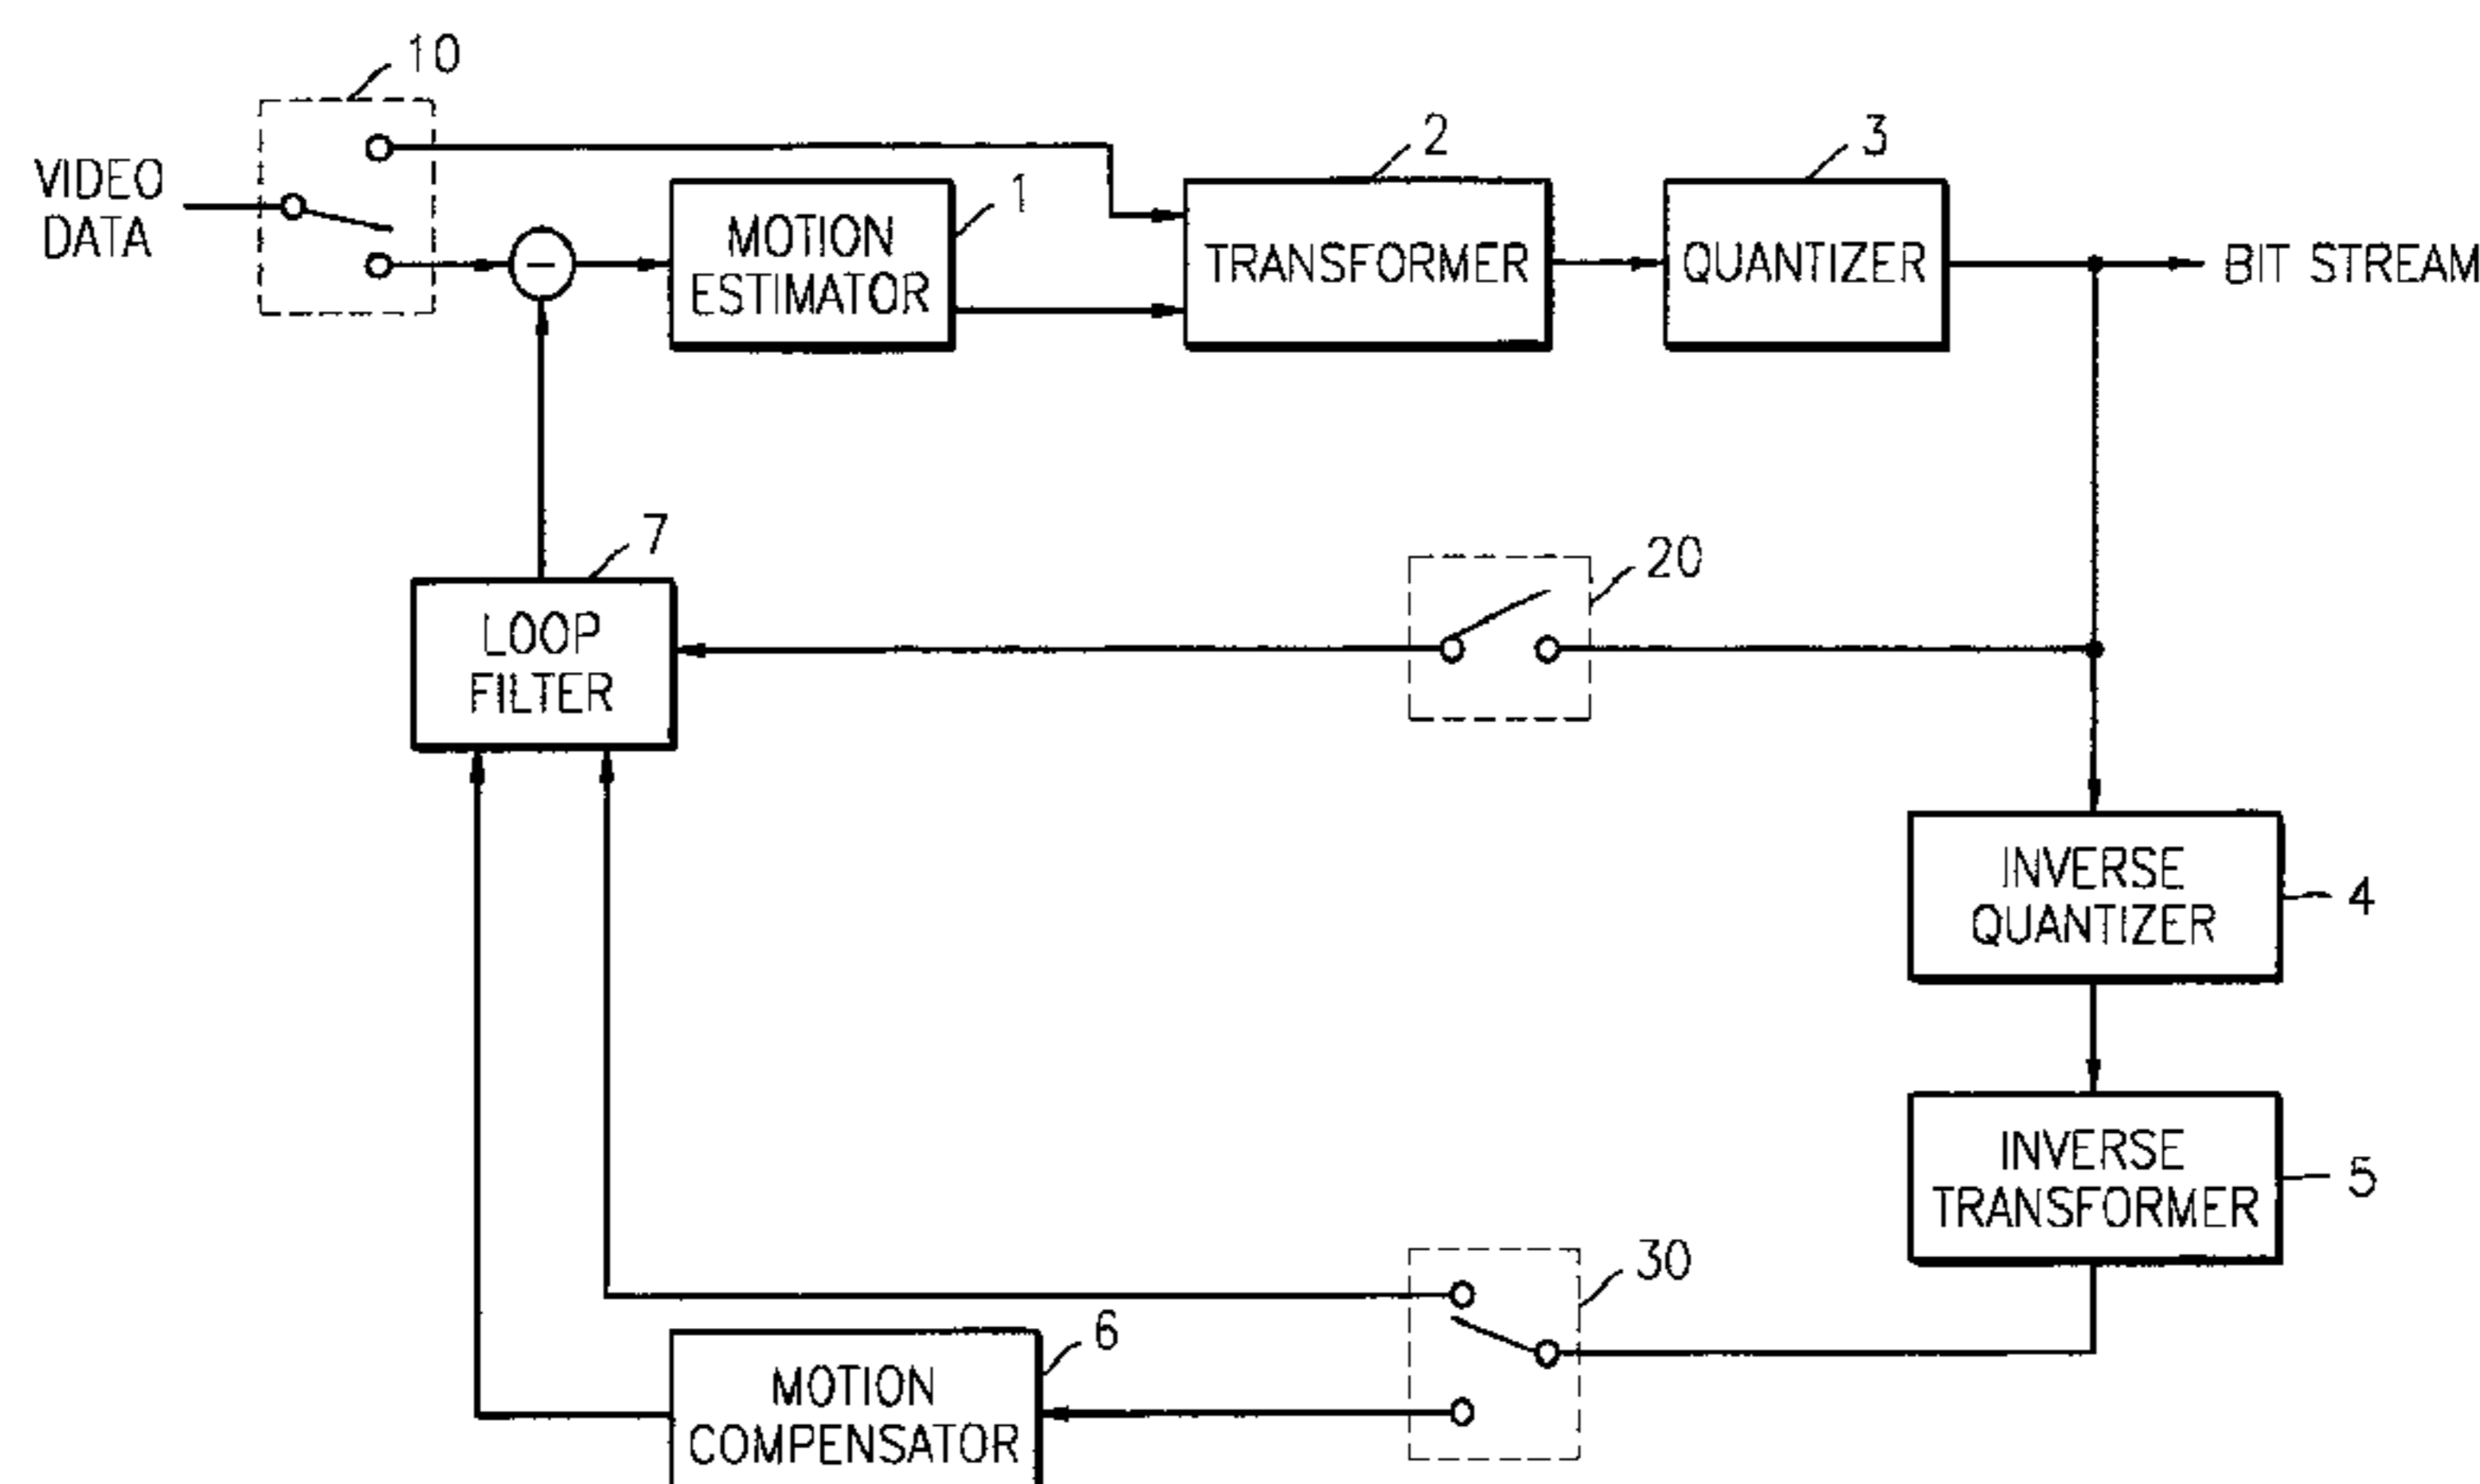 10
VIDEO
DATA
MOTION
ESTIMATOR
1
TRANSFORMER
2
QUANTIZER
3
BIT STREAM
-
LOOP
FILTER
7
20
INVERSE
QUANTIZER
4
INVERSE
TRANSFORMER
5
30
MOTION
COMPENSATOR
6